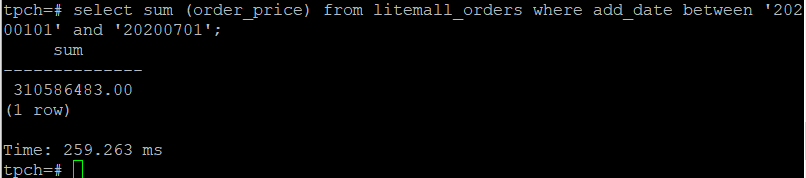 tpch=# select sum (order_price) from litemall_orders where add_date between '202
00101' and '20200701';
     sum
--------------
 310586483.00
(1 row)

Time: 259.263 ms
tpch=#